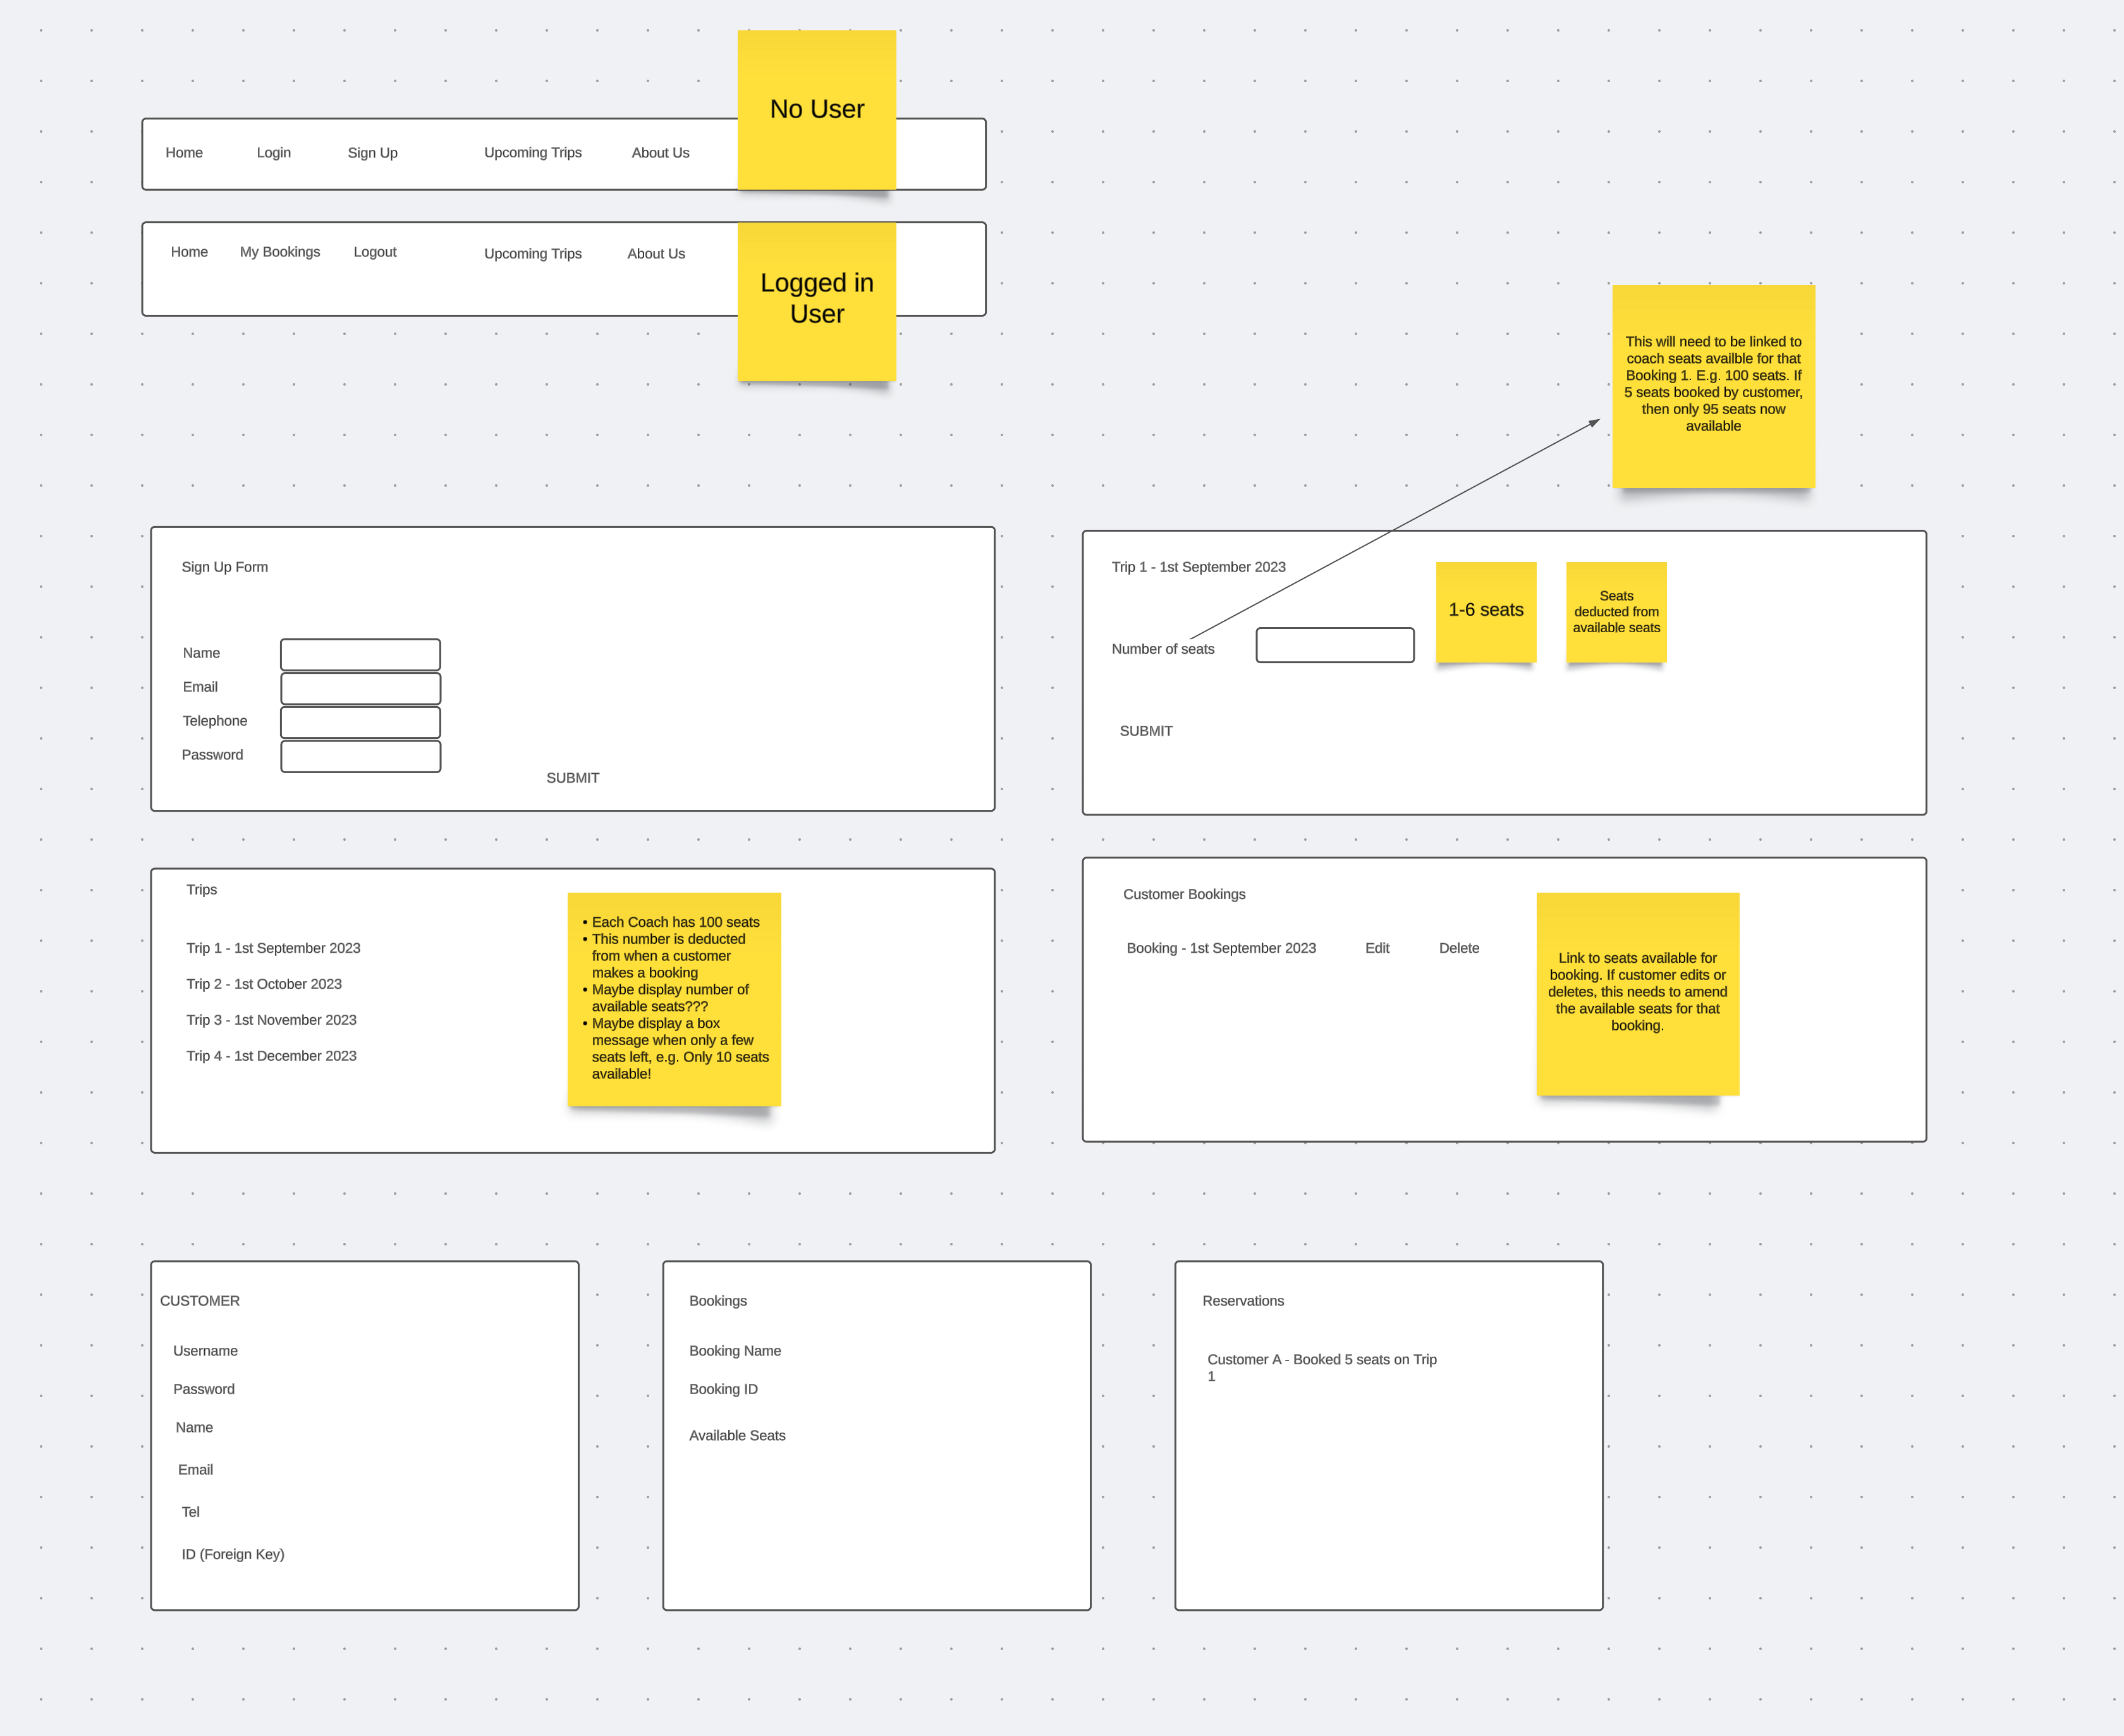 No User
Home Login Sign Up Upcoming Trips About Us
Home My Bookings Logout Upcoming Trips About Us
Logged in
User
This will need to be linked to
coach seats availble for that
Booking 1. E.g. 100 seats. If
5 seats booked by customer,
then only 95 seats now
available
Sign Up Form
Name
Email
Telephone
Password
SUBMIT
Trip 1 - 1st September 2023
1-6 seats
Seats
deducted from
available seats
Number of seats
SUBMIT
Trips
Trip 1 - 1st September 2023
Trip 2 - 1st October 2023
Trip 3 - 1st November 2023
Trip 4 - 1st December 2023
• Each Coach has 100 seats
• This number is deducted
from when a customer
makes a booking
• Maybe display number of
available seats???
• Maybe display a box
message when only a few
seats left, e.g. Only 10 seats
available!
Customer Bookings
Booking - 1st September 2023 Edit Delete
Link to seats available for
booking. If customer edits or
deletes, this needs to amend
the available seats for that
booking.
CUSTOMER
Username
Password
Name
Email
Tel
ID (Foreign Key)
Bookings
Booking Name
Booking ID
Available Seats
Reservations
Customer A - Booked 5 seats on Trip
1